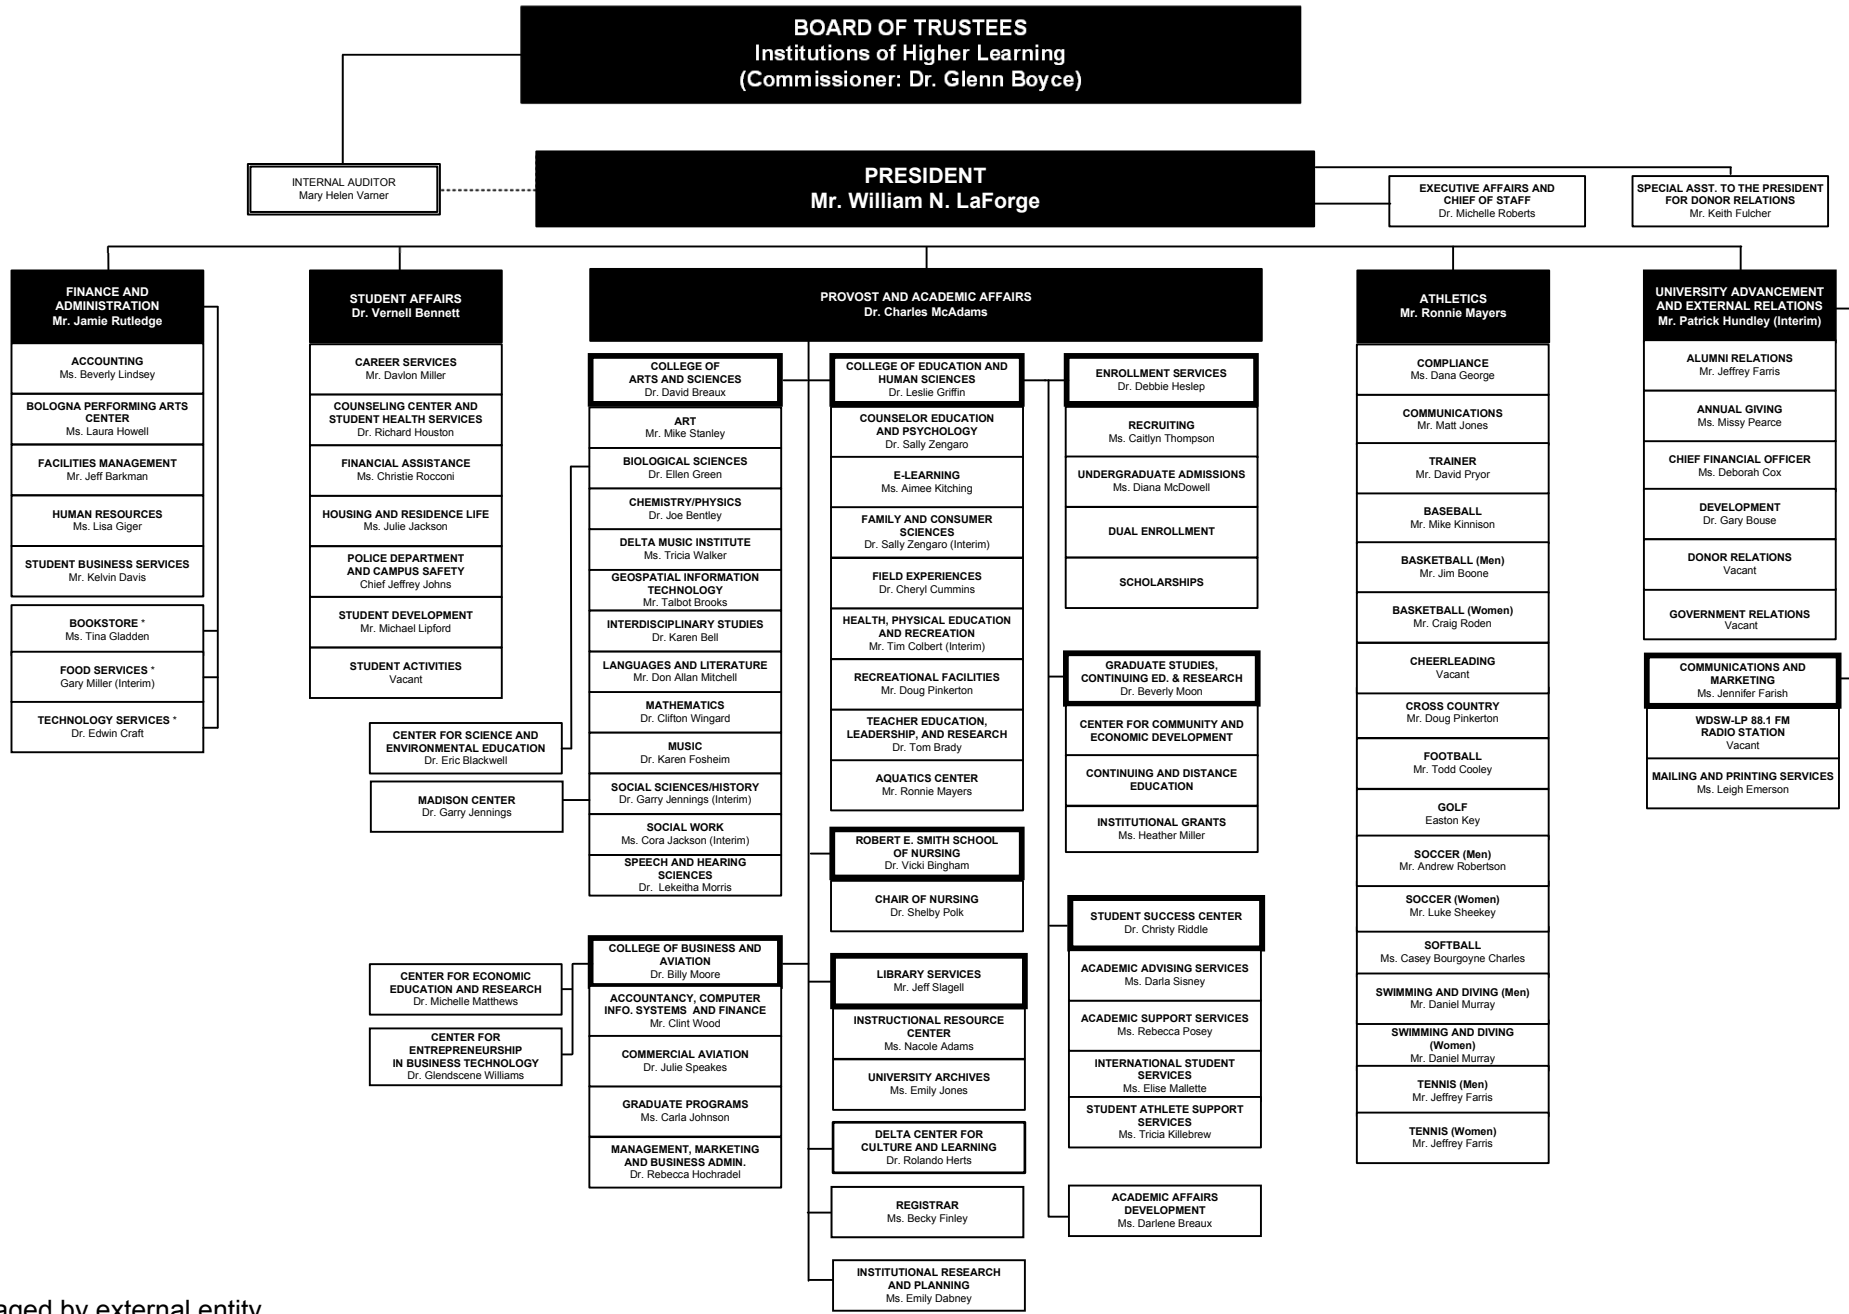 BOARD OF TRUSTEES
Institutions of Higher Learning
(Commissioner: Dr. Glenn Boyce)
INTERNAL AUDITOR
Mary Helen Varner
PRESIDENT
Mr. William N. LaForge
EXECUTIVE AFFAIRS AND
CHIEF OF STAFF
Dr. Michelle Roberts
SPECIAL ASST. TO THE PRESIDENT
FOR DONOR RELATIONS
Mr. Keith Fulcher
FINANCE AND
ADMINISTRATION
Mr. Jamie Rutledge
ACCOUNTING
Ms. Beverly Lindsey
BOLOGNA PERFORMING ARTS
CENTER
Ms. Laura Howell
FACILITIES MANAGEMENT
Mr. Jeff Barkman
HUMAN RESOURCES
Ms. Lisa Giger
STUDENT BUSINESS SERVICES
Mr. Kelvin Davis
BOOKSTORE *
Ms. Tina Gladden
FOOD SERVICES *
Gary Miller (Interim)
TECHNOLOGY SERVICES *
Dr. Edwin Craft
STUDENT AFFAIRS
Dr. Vernell Bennett
CAREER SERVICES
Mr. Davlon Miller
COUNSELING CENTER AND
STUDENT HEALTH SERVICES
Dr. Richard Houston
FINANCIAL ASSISTANCE
Ms. Christie Rocconi
HOUSING AND RESIDENCE LIFE
Ms. Julie Jackson
POLICE DEPARTMENT
AND CAMPUS SAFETY
Chief Jeffrey Johns
STUDENT DEVELOPMENT
Mr. Michael Lipford
STUDENT ACTIVITIES
Vacant
PROVOST AND ACADEMIC AFFAIRS
Dr. Charles McAdams
COLLEGE OF
ARTS AND SCIENCES
Dr. David Breaux
ART
Mr. Mike Stanley
BIOLOGICAL SCIENCES
Dr. Ellen Green
CHEMISTRY/PHYSICS
Dr. Joe Bentley
DELTA MUSIC INSTITUTE
Ms. Tricia Walker
GEOSPATIAL INFORMATION
TECHNOLOGY
Mr. Talbot Brooks
INTERDISCIPLINARY STUDIES
Dr. Karen Bell
LANGUAGES AND LITERATURE
Mr. Don Allan Mitchell
MATHEMATICS
Dr. Clifton Wingard
MUSIC
Dr. Karen Fosheim
SOCIAL SCIENCES/HISTORY
Dr. Garry Jennings (Interim)
SOCIAL WORK
Ms. Cora Jackson (Interim)
SPEECH AND HEARING
SCIENCES
Dr. Lekeitha Morris
CENTER FOR SCIENCE AND
ENVIRONMENTAL EDUCATION
Dr. Eric Blackwell
MADISON CENTER
Dr. Garry Jennings
COLLEGE OF BUSINESS AND
AVIATION
Dr. Billy Moore
ACCOUNTANCY, COMPUTER
INFO. SYSTEMS AND FINANCE
Mr. Clint Wood
COMMERCIAL AVIATION
Dr. Julie Speakes
GRADUATE PROGRAMS
Ms. Carla Johnson
MANAGEMENT, MARKETING
AND BUSINESS ADMIN.
Dr. Rebecca Hochradel
CENTER FOR ECONOMIC
EDUCATION AND RESEARCH
Dr. Michelle Matthews
CENTER FOR
ENTREPRENEURSHIP
IN BUSINESS TECHNOLOGY
Dr. Glendscene Williams
COLLEGE OF EDUCATION AND
HUMAN SCIENCES
Dr. Leslie Griffin
COUNSELOR EDUCATION
AND PSYCHOLOGY
Dr. Sally Zengaro
E-LEARNING
Ms. Aimee Kitching
FAMILY AND CONSUMER
SCIENCES
Dr. Sally Zengaro (Interim)
FIELD EXPERIENCES
Dr. Cheryl Cummins
HEALTH, PHYSICAL EDUCATION
AND RECREATION
Mr. Tim Colbert (Interim)
RECREATIONAL FACILITIES
Mr. Doug Pinkerton
TEACHER EDUCATION,
LEADERSHIP, AND RESEARCH
Dr. Tom Brady
AQUATICS CENTER
Mr. Ronnie Mayers
ROBERT E. SMITH SCHOOL
OF NURSING
Dr. Vicki Bingham
CHAIR OF NURSING
Dr. Shelby Polk
LIBRARY SERVICES
Mr. Jeff Slagell
INSTRUCTIONAL RESOURCE
CENTER
Ms. Nacole Adams
UNIVERSITY ARCHIVES
Ms. Emily Jones
DELTA CENTER FOR
CULTURE AND LEARNING
Dr. Rolando Herts
REGISTRAR
Ms. Becky Finley
INSTITUTIONAL RESEARCH
AND PLANNING
Ms. Emily Dabney
ENROLLMENT SERVICES
Dr. Debbie Heslep
RECRUITING
Ms. Caitlyn Thompson
UNDERGRADUATE ADMISSIONS
Ms. Diana McDowell
DUAL ENROLLMENT
SCHOLARSHIPS
GRADUATE STUDIES,
CONTINUING ED. & RESEARCH
Dr. Beverly Moon
CENTER FOR COMMUNITY AND
ECONOMIC DEVELOPMENT
CONTINUING AND DISTANCE
EDUCATION
INSTITUTIONAL GRANTS
Ms. Heather Miller
STUDENT SUCCESS CENTER
Dr. Christy Riddle
ACADEMIC ADVISING SERVICES
Ms. Darla Sisney
ACADEMIC SUPPORT SERVICES
Ms. Rebecca Posey
INTERNATIONAL STUDENT
SERVICES
Ms. Elise Mallette
STUDENT ATHLETE SUPPORT
SERVICES
Ms. Tricia Killebrew
ACADEMIC AFFAIRS
DEVELOPMENT
Ms. Darlene Breaux
ATHLETICS
Mr. Ronnie Mayers
COMPLIANCE
Ms. Dana George
COMMUNICATIONS
Mr. Matt Jones
TRAINER
Mr. David Pryor
BASEBALL
Mr. Mike Kinnison
BASKETBALL (Men)
Mr. Jim Boone
BASKETBALL (Women)
Mr. Craig Roden
CHEERLEADING
Vacant
CROSS COUNTRY
Mr. Doug Pinkerton
FOOTBALL
Mr. Todd Cooley
GOLF
Easton Key
SOCCER (Men)
Mr. Andrew Robertson
SOCCER (Women)
Mr. Luke Sheekey
SOFTBALL
Ms. Casey Bourgoyne Charles
SWIMMING AND DIVING (Men)
Mr. Daniel Murray
SWIMMING AND DIVING
(Women)
Mr. Daniel Murray
TENNIS (Men)
Mr. Jeffrey Farris
TENNIS (Women)
Mr. Jeffrey Farris
UNIVERSITY ADVANCEMENT
AND EXTERNAL RELATIONS
Mr. Patrick Hundley (Interim)
ALUMNI RELATIONS
Mr. Jeffrey Farris
ANNUAL GIVING
Ms. Missy Pearce
CHIEF FINANCIAL OFFICER
Ms. Deborah Cox
DEVELOPMENT
Dr. Gary Bouse
DONOR RELATIONS
Vacant
GOVERNMENT RELATIONS
Vacant
COMMUNICATIONS AND
MARKETING
Ms. Jennifer Farish
WDSW-LP 88.1 FM
RADIO STATION
Vacant
MAILING AND PRINTING SERVICES
Ms. Leigh Emerson
aged by external entity